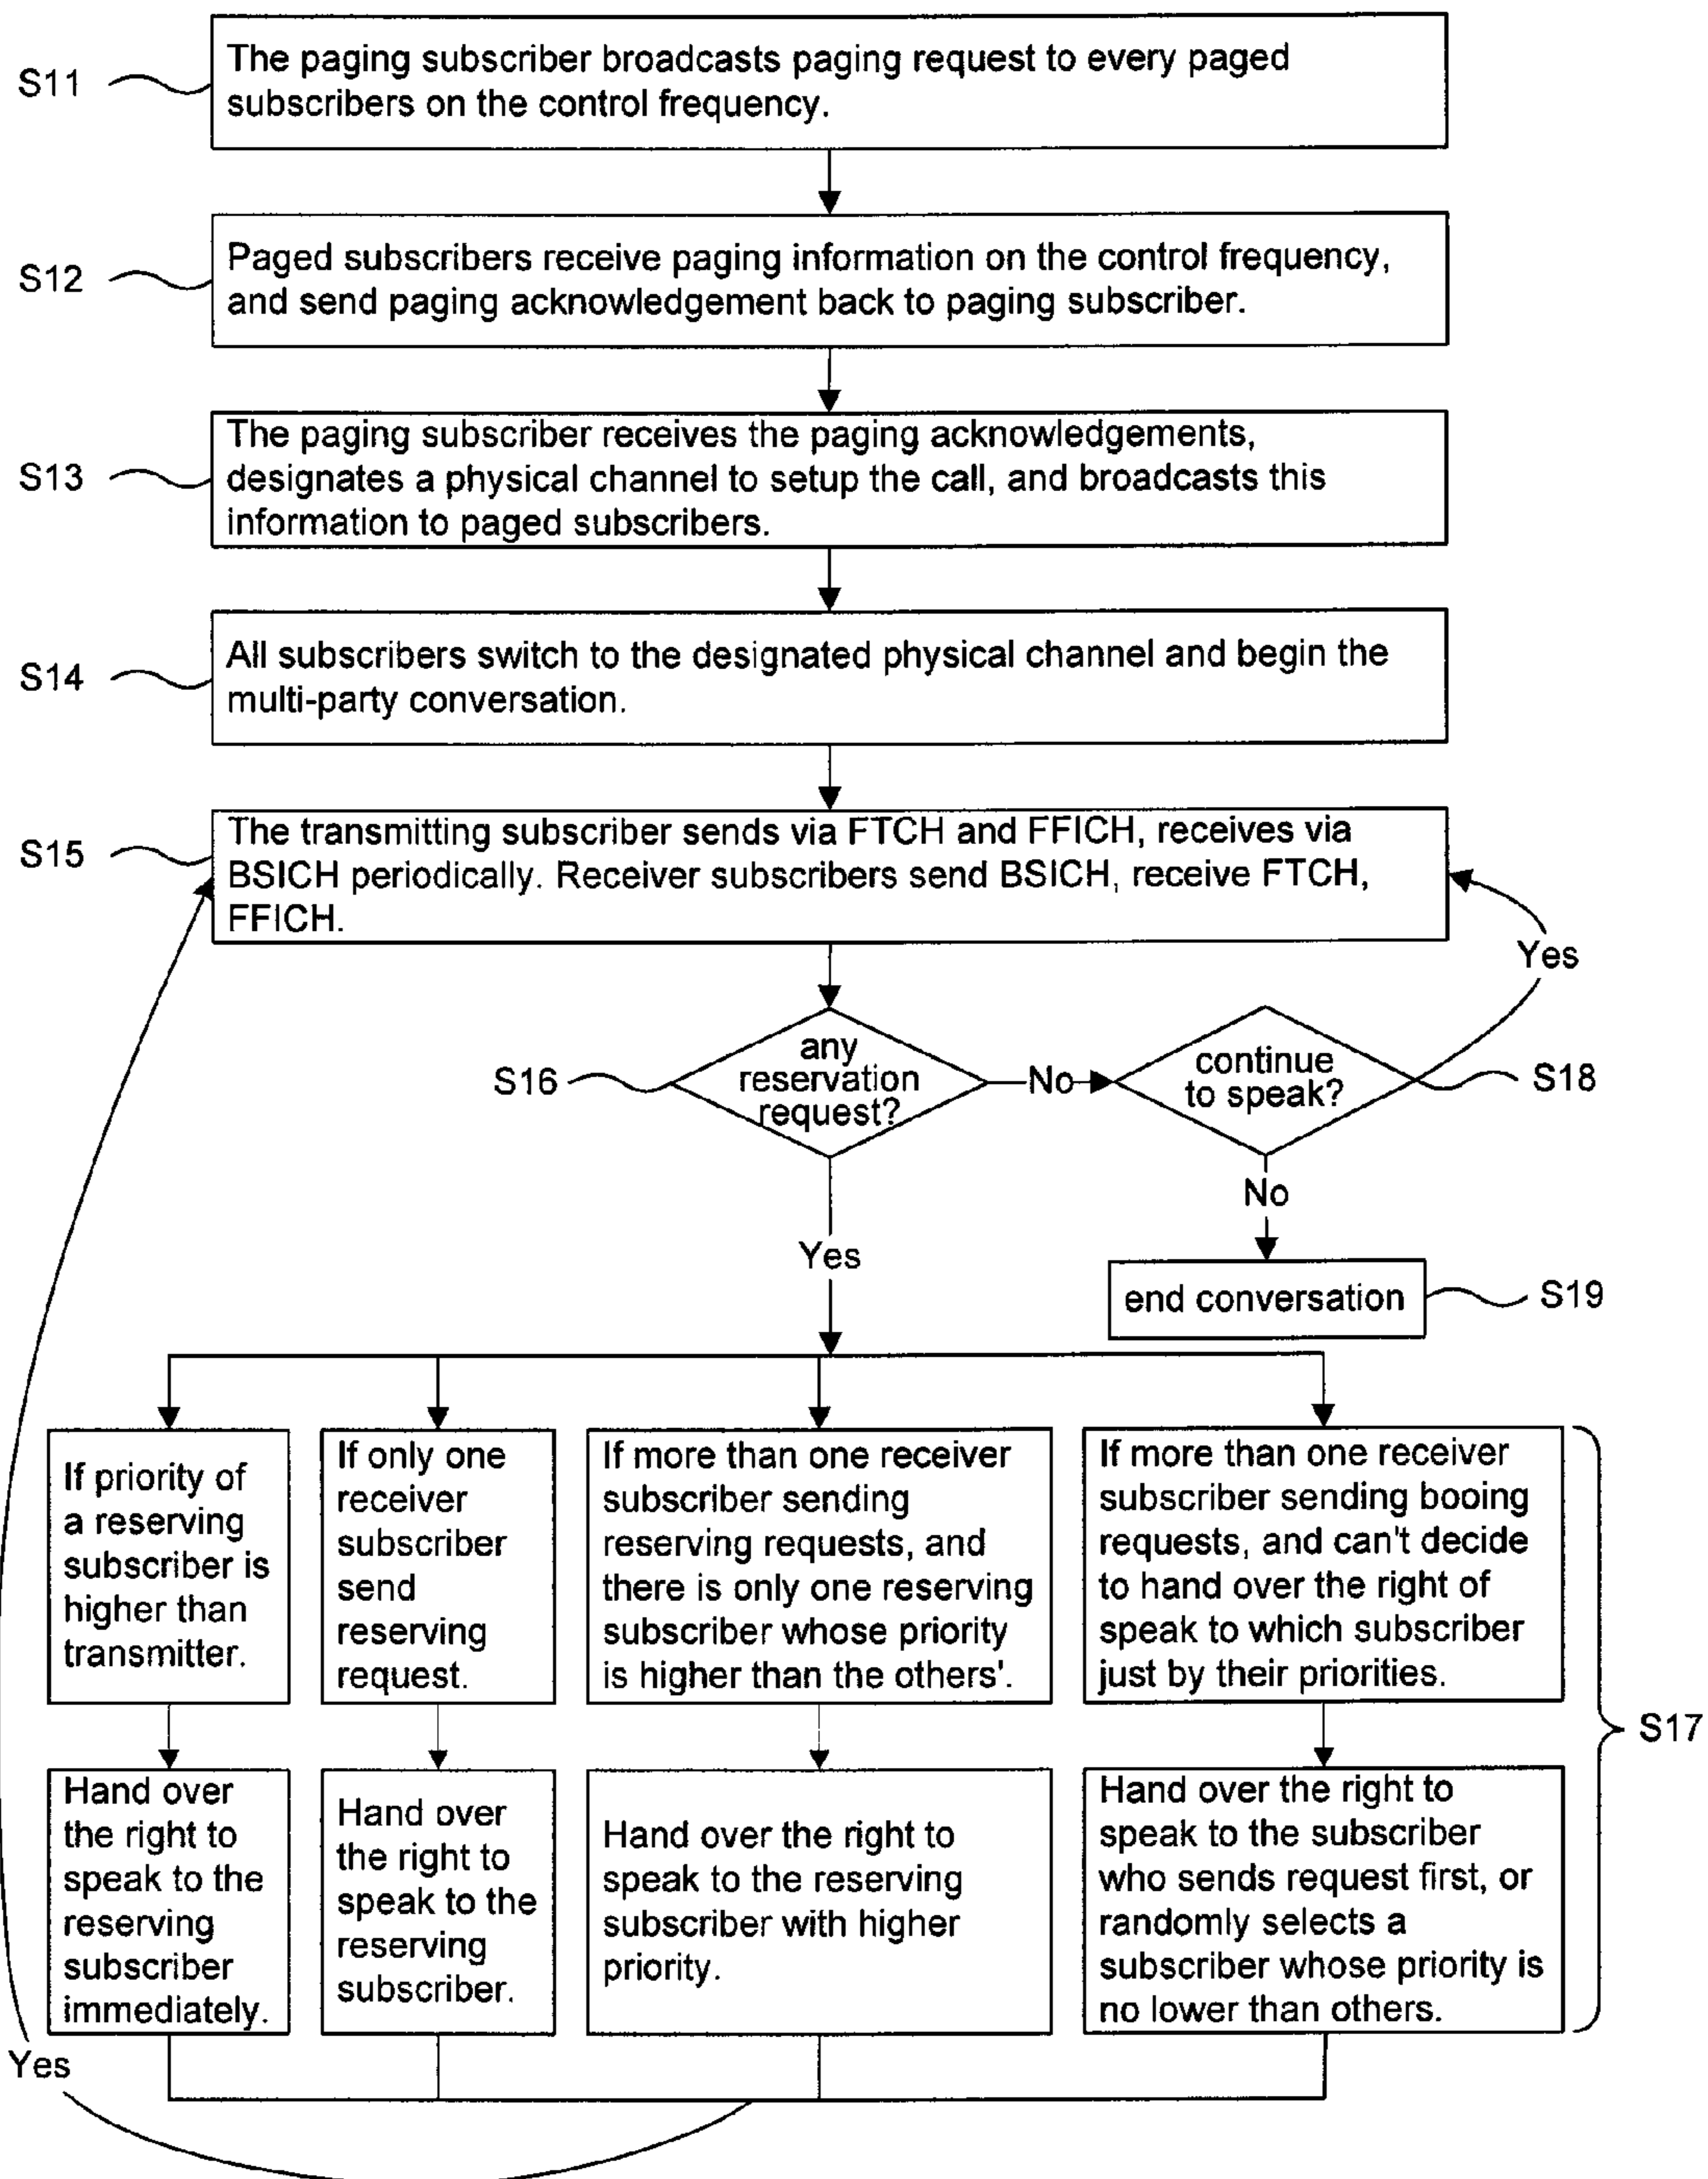 S11
The paging subscriber broadcasts paging request to every paged
subscribers on the control frequency.
S12
Paged subscribers receive paging information on the control frequency,
and send paging acknowledgement back to paging subscriber.
S13
The paging subscriber receives the paging acknowledgements,
designates a physical channel to setup the call, and broadcasts this
information to paged subscribers.
S14
All subscribers switch to the designated physical channel and begin the
multi-party conversation.
S15
The transmitting subscriber sends via FTCH and FFICH, receives via
BSICH periodically. Receiver subscribers send BSICH, receive FTCH,
FFICH.
Yes
S16
any
reservation
request?
No
continue
to speak?
S18
No
Yes
end conversation
S19
If priority of
a reserving
subscriber is
higher than
transmitter.
If only one
receiver
subscriber
send
reserving
request.
If more than one receiver
subscriber sending
reserving requests, and
there is only one reserving
subscriber whose priority
is higher than the others'.
If more than one receiver
subscriber sending booing
requests, and can't decide
to hand over the right of
speak to which subscriber
just by their priorities.
S17
Hand over
the right to
speak to the
reserving
subscriber
immediately.
Hand over
the right to
speak to the
reserving
subscriber.
Hand over the right to
speak to the reserving
subscriber with higher
priority.
Hand over the right to
speak to the subscriber
who sends request first, or
randomly selects a
subscriber whose priority is
no lower than others.
Yes